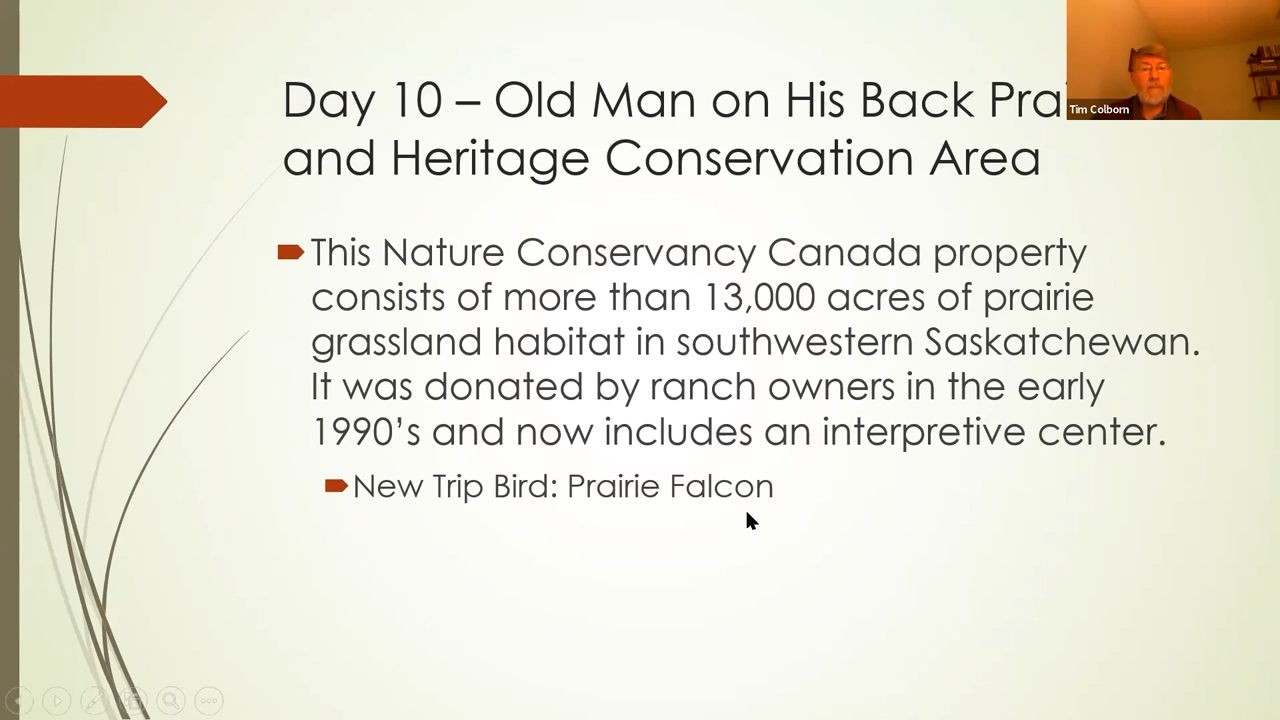 Day 10 – Old Man on His Back
and Heritage Conservation Area
Tim Colborn
This Nature Conservancy Canada property
consists of more than 13,000 acres of prairie
grassland habitat in southwestern Saskatchewan.
It was donated by ranch owners in the early
1990’s and now includes an interpretive center.
New Trip Bird: Prairie Falcon